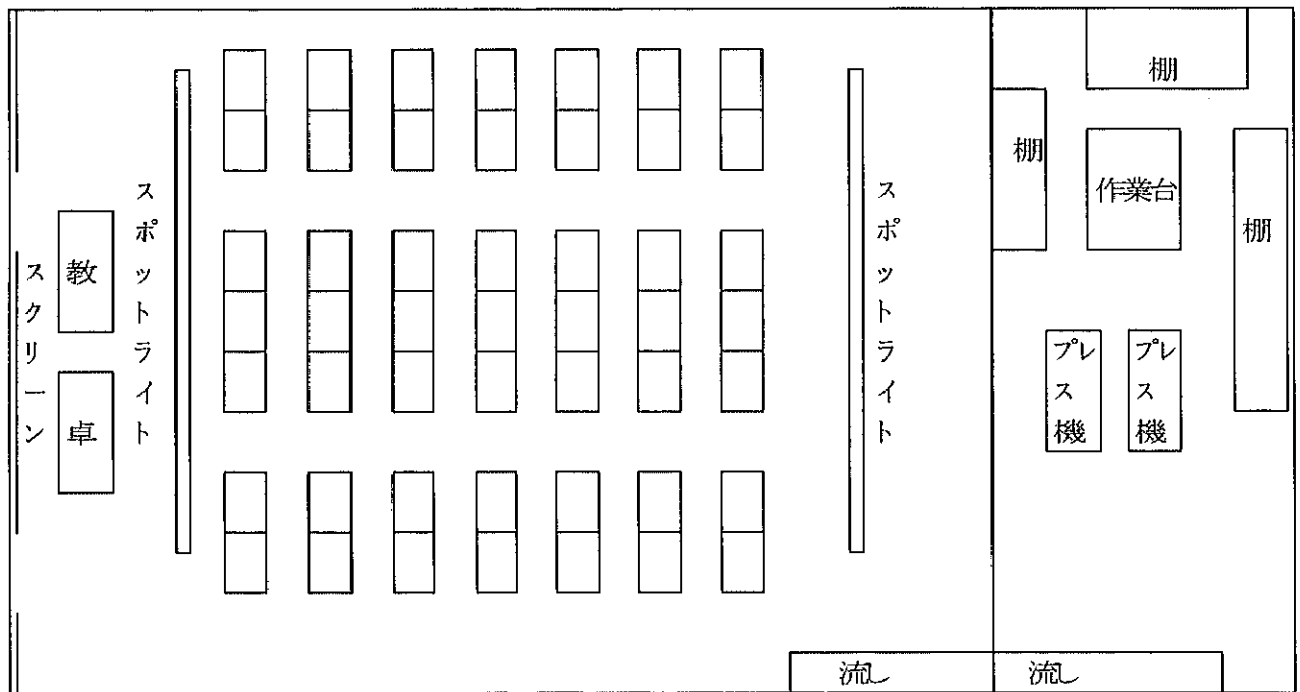 スクリーン
教
卓
スポットライト
スポットライト
棚
棚
作業台
棚
プレス機
プレス機
流し
流し